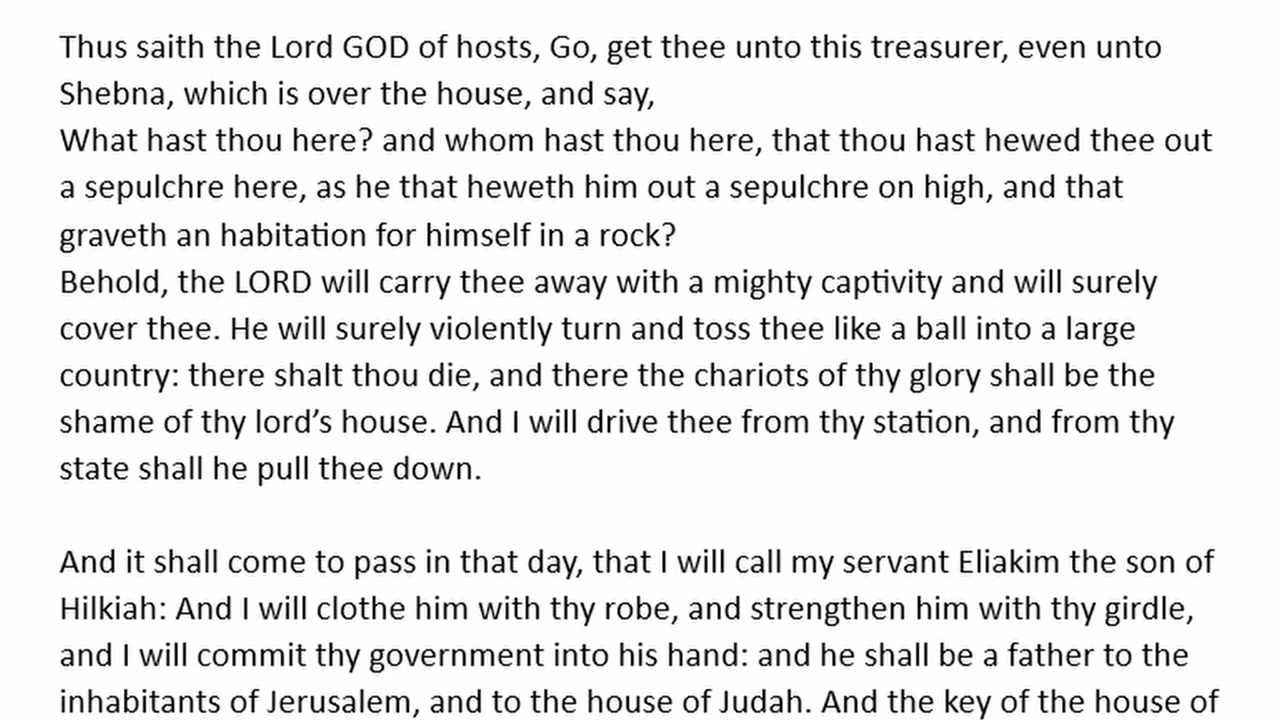 Thus saith the Lord GOD of hosts, Go, get thee unto this treasurer, even unto
Shebna, which is over the house, and say,
What hast thou here? and whom hast thou here, that thou hast hewed thee out
a sepulchre here, as he that heweth him out a sepulchre on high, and that
graveth an habitation for himself in a rock?
Behold, the LORD will carry thee away with a mighty captivity and will surely
cover thee. He will surely violently turn and toss thee like a ball into a large
country: there shalt thou die, and there the chariots of thy glory shall be the
shame of thy lord’s house. And I will drive thee from thy station, and from thy
state shall he pull thee down.
And it shall come to pass in that day, that I will call my servant Eliakim the son of
Hilkiah: And I will clothe him with thy robe, and strengthen him with thy girdle,
and I will commit thy government into his hand: and he shall be a father to the
inhabitants of Jerusalem, and to the house of Judah. And the key of the house of